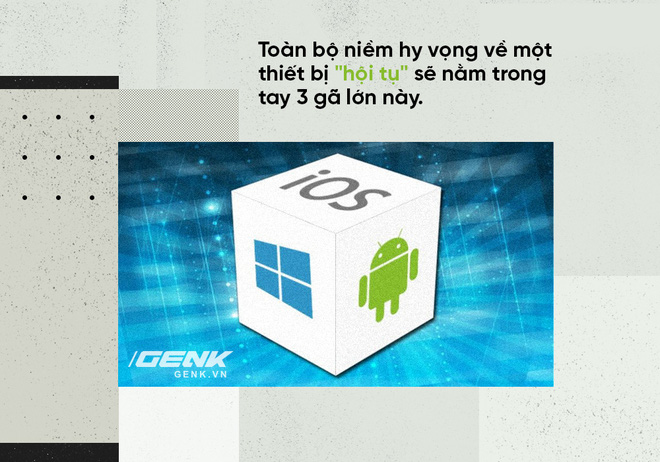 Toàn bộ niềm hy vọng về một
thiết bị "hội tụ" sẽ nằm trong
tay 3 gã lớn này.
iOS
/GENK
GENK.VN